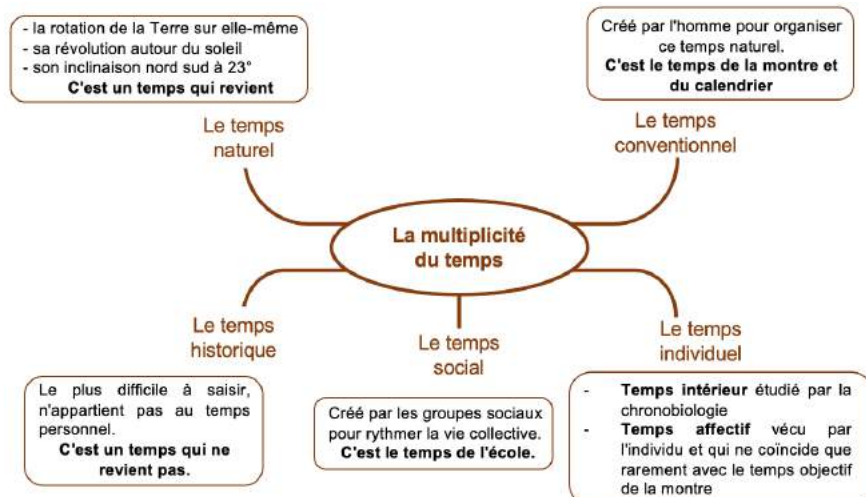 - la rotation de la Terre sur elle-même
- sa révolution autour du soleil
- son inclinaison nord sud à 23°
C'est un temps qui revient
Le temps
naturel
Créé par l'homme pour organiser
ce temps naturel.
C'est le temps de la montre et
du calendrier
Le temps
conventionnel
La multiplicité
du temps
Le temps
historique
Le plus difficile à saisir,
n'appartient pas au temps
personnel.
C'est un temps qui ne
revient pas.
Le temps
social
Créé par les groupes sociaux
pour rythmer la vie collective.
C'est le temps de l'école.
Le temps
individuel
- Temps intérieur étudié par la
chronobiologie
- Temps affectif vécu par
l'individu et qui ne coïncide que
rarement avec le temps objectif
de la montre